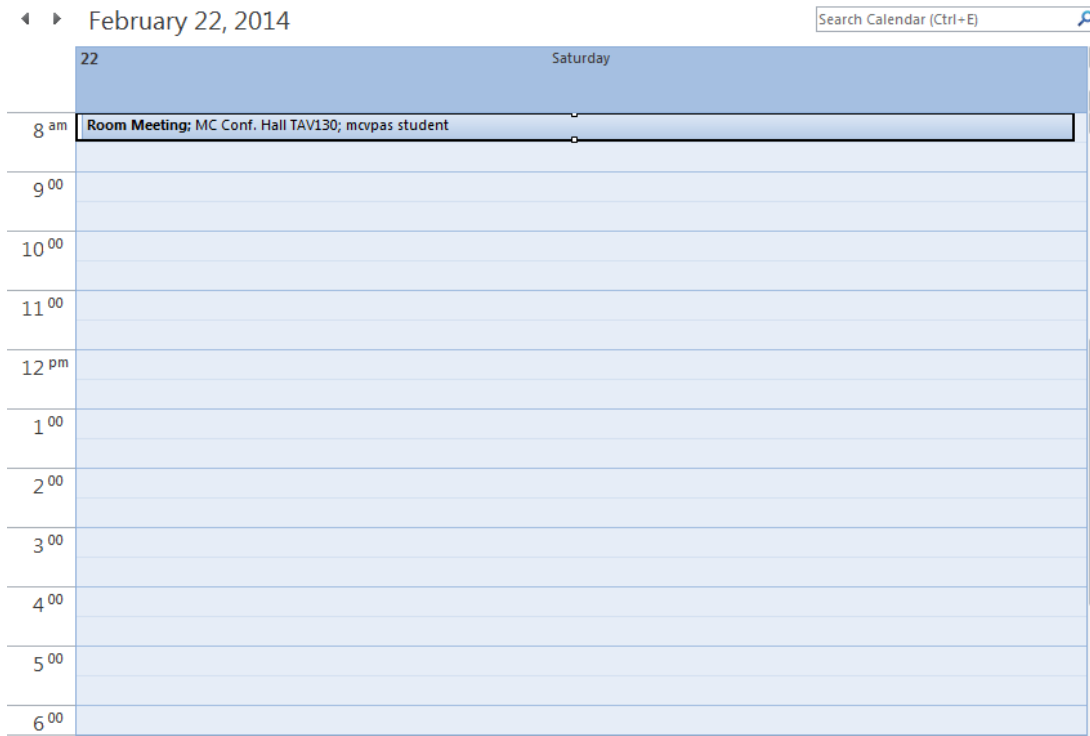 February 22, 2014
Search Calendar (Ctrl+E)
22 Saturday
8 am Room Meeting; MC Conf. Hall TAV130; mcvpas student
9 00
10 00
11 00
12 pm
1 00
2 00
3 00
4 00
5 00
6 00